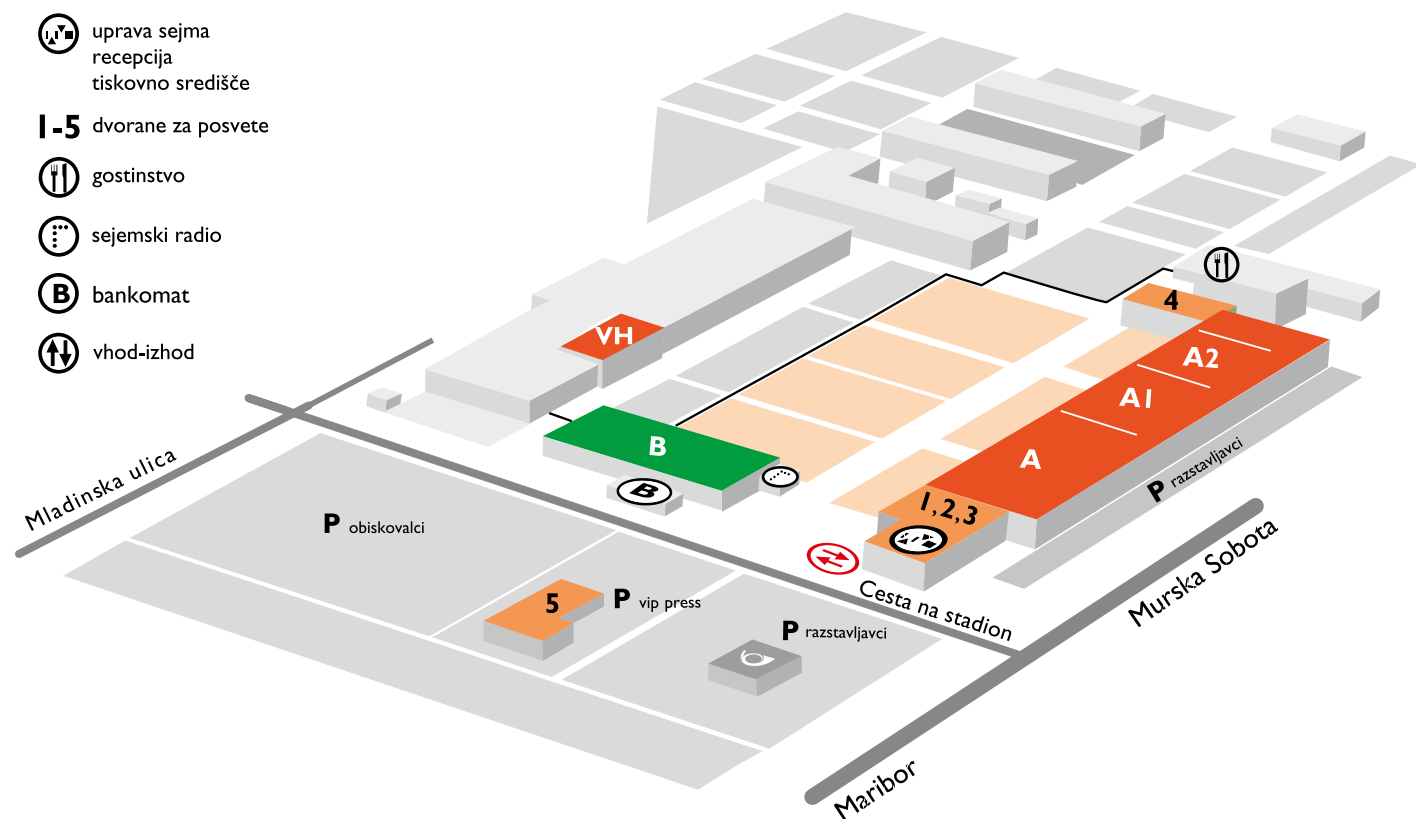 uprava sejma
recepcija
tiskovno središče
1-5 dvorane za posvete
gostinstvo
sejemski radio
B bankomat
vhod-izhod
4
VH
A2
A1
B
A
P razstavljavci
1,2,3
B
Mladinska ulica
P obiskovalci
Murska Sobota
Cesta na stadion
5
P vip press
P razstavljavci
Maribor